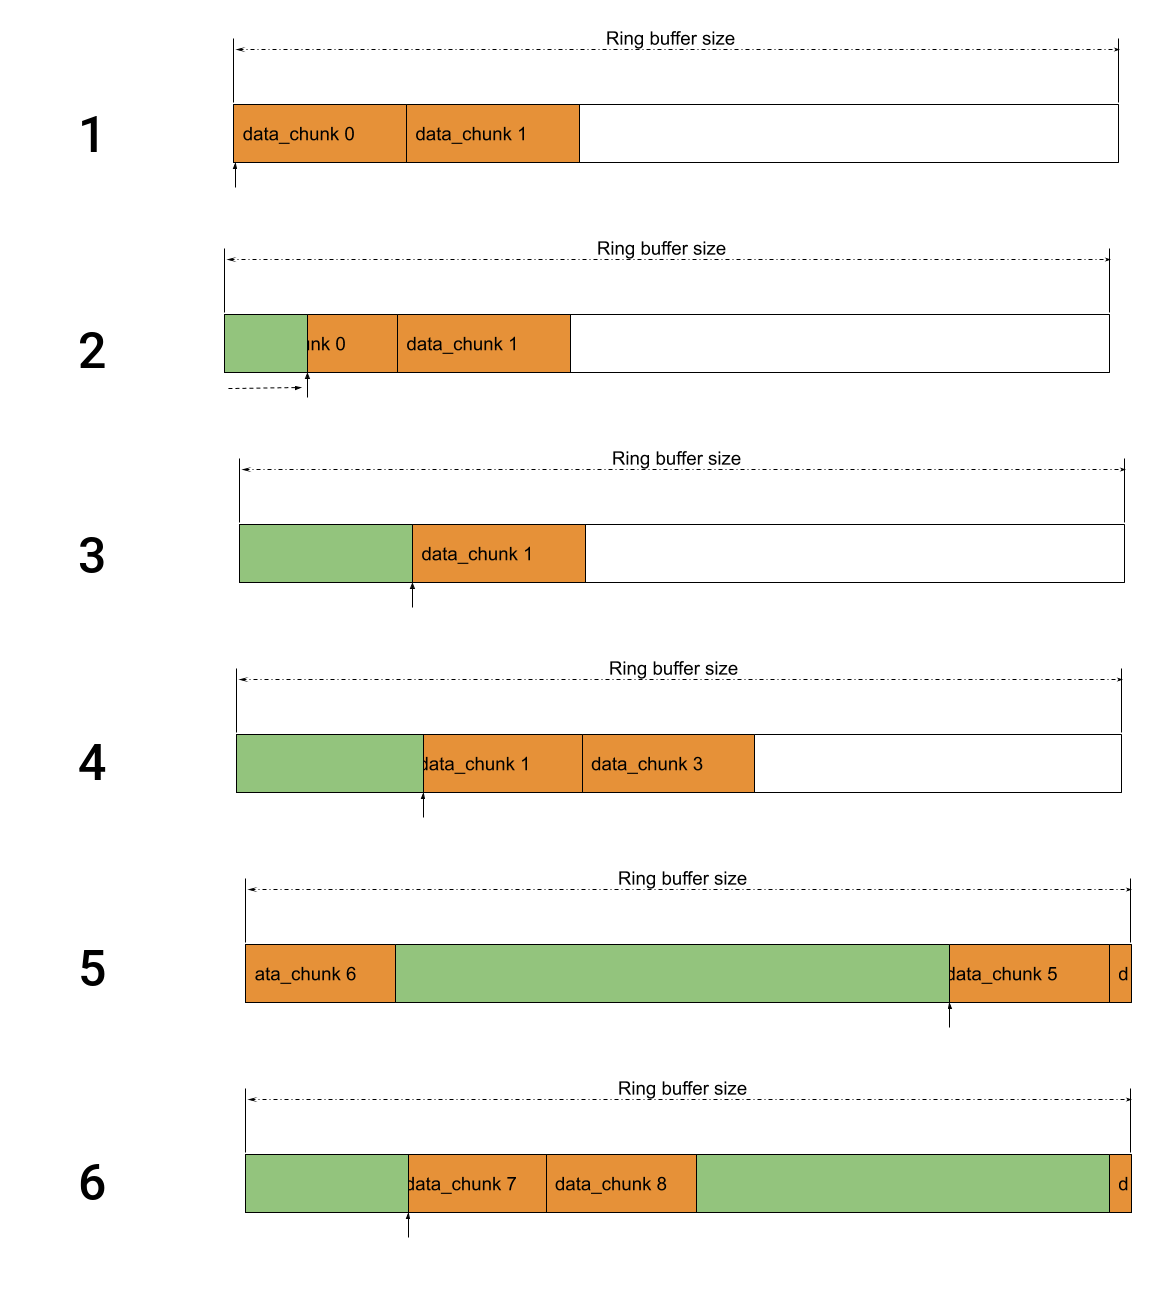 Ring buffer size
1
data_chunk 0
data_chunk 1
Ring buffer size
2
nk 0
data_chunk 1
Ring buffer size
3
data_chunk 1
Ring buffer size
4
data_chunk 1
data_chunk 3
Ring buffer size
5
ata_chunk 6
data_chunk 5
d
Ring buffer size
6
data_chunk 7
data_chunk 8
d